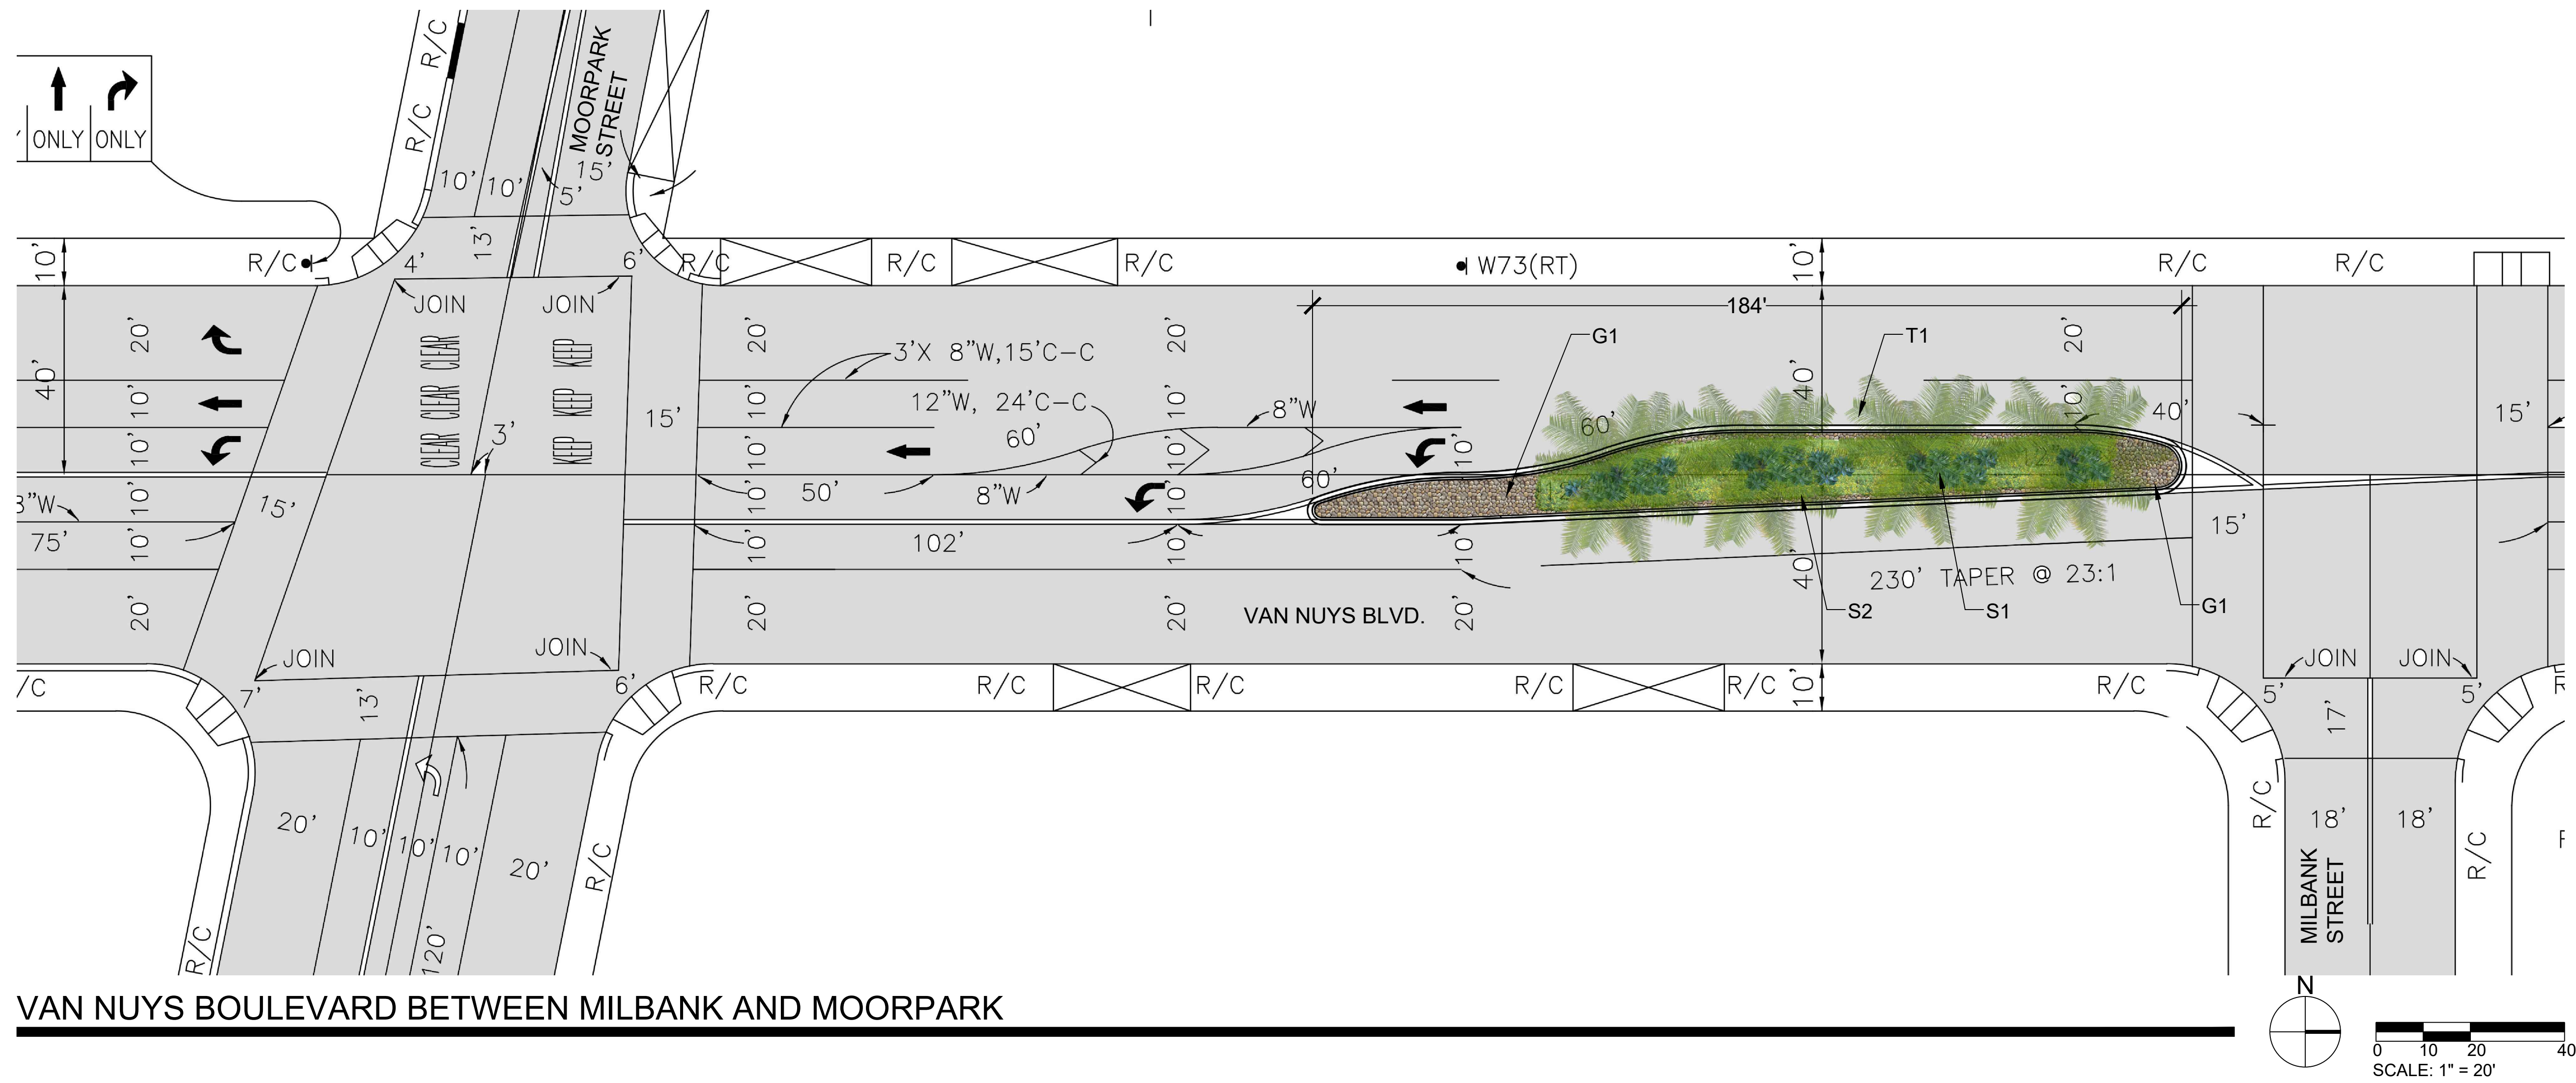 R/C
R/C
MOORPARK
STREET
ONLY
ONLY
10'
10'
5'
15'
10'
R/C
4'
13'
6'
R/C
R/C
R/C
W73(RT)
10'
R/C
R/C
JOIN
JOIN
184'
40'
20'
CLEAR
CLEAR
CLEAR
KEEP
KEEP
KEEP
20'
3'X 8"W,15'C-C
20'
G1
T1
40'
20'
10'
10'
3'
15'
10'
10'
12"W, 24'C-C
60'
10'
10'
8"W
10'
60'
10'
40'
15'
12'
10'
75'
10'
15'
10'
50'
8"W
10'
60'
12'
10'
102'
10'
10'
15'
20'
20'
20'
VAN NUYS BLVD.
20'
40'
230' TAPER @ 23:1
S2
S1
G1
JOIN
JOIN
JOIN
JOIN
/C
7'
13'
6'
R/C
R/C
R/C
R/C
R/C
10'
R/C
5'
17'
5'
20'
10'
10'
10'
20'
R/C
R/C
120'
R/C
18'
18'
R/C
MILBANK
STREET
VAN NUYS BOULEVARD BETWEEN MILBANK AND MOORPARK
N
0 10 20 40
SCALE: 1" = 20'